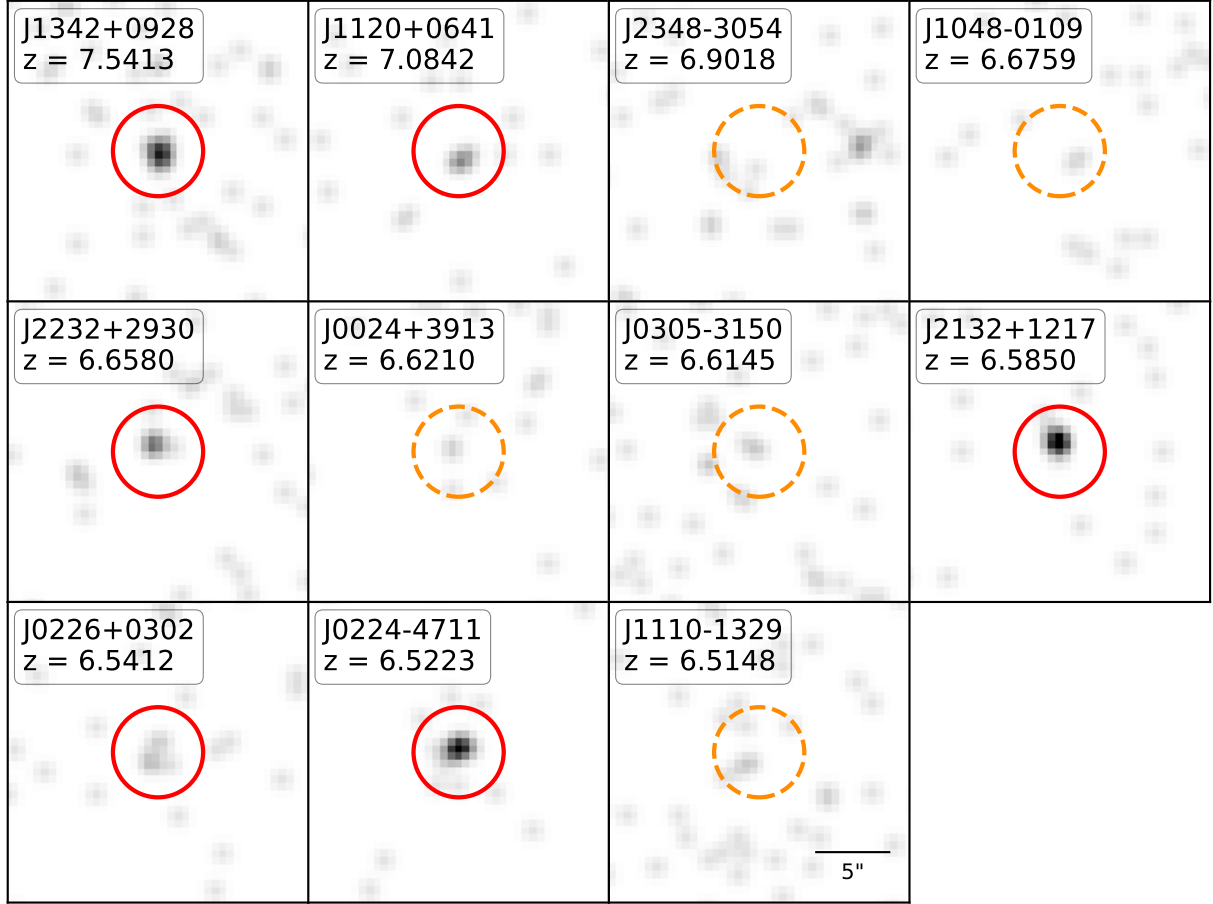 J1342+0928
z = 7.5413
J1120+0641
z = 7.0842
J2348-3054
z = 6.9018
J1048-0109
z = 6.6759
J2232+2930
z = 6.6580
J0024+3913
z = 6.6210
J0305-3150
z = 6.6145
J2132+1217
z = 6.5850
J0226+0302
z = 6.5412
J0224-4711
z = 6.5223
J1110-1329
z = 6.5148
5"